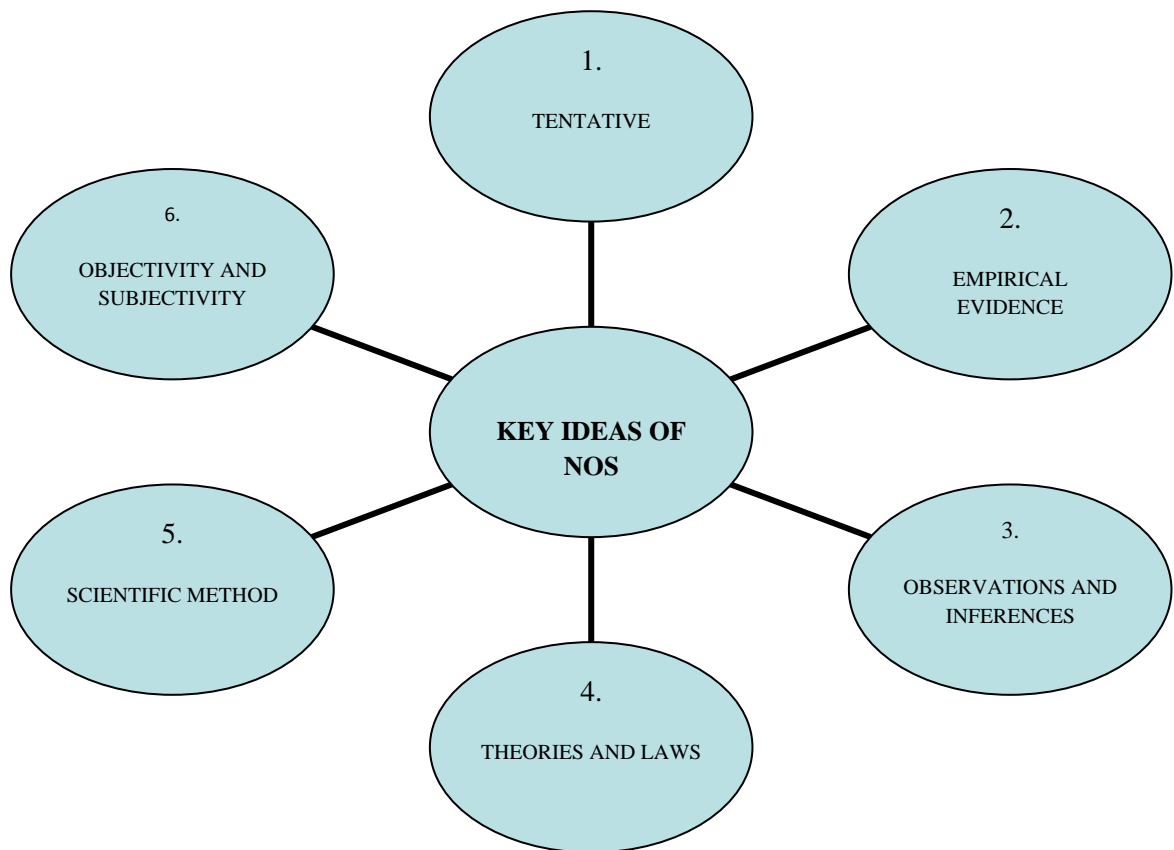 1.
TENTATIVE
2.
EMPIRICAL
EVIDENCE
3.
OBSERVATIONS AND
INFERENCES
4.
THEORIES AND LAWS
5.
SCIENTIFIC METHOD
6.
OBJECTIVITY AND
SUBJECTIVITY
KEY IDEAS OF
NOS